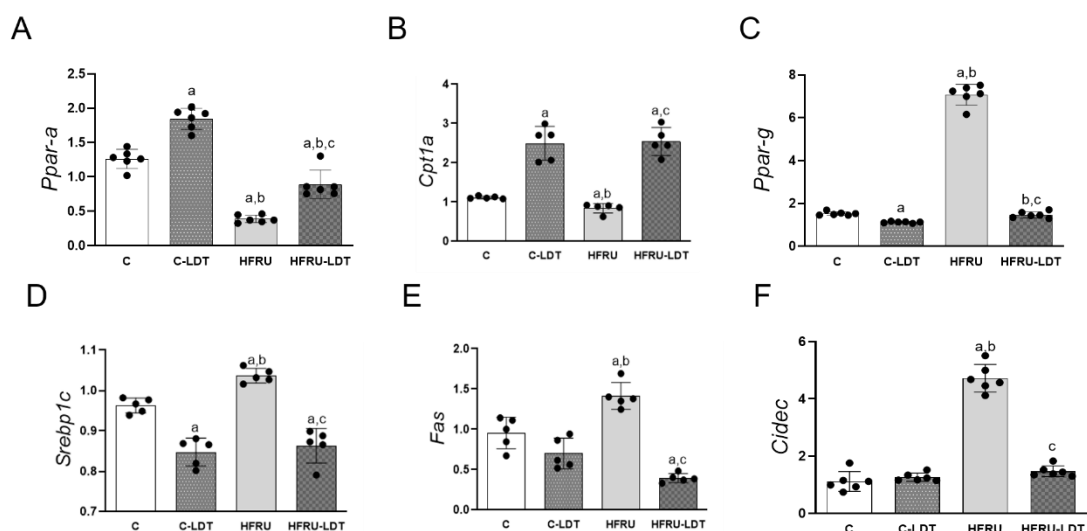 A
Ppar-a
2.5
2.0
1.5
1.0
0.5
0.0
a
a,b
a,b,c
C
C-LDT
HFRU
HFRU-LDT
B
Cpt1a
4
3
2
1
0
a
a,b
a,c
C
C-LDT
HFRU
HFRU-LDT
C
Ppar-g
8
6
4
2
0
a
a,b
b,c
C
C-LDT
HFRU
HFRU-LDT
D
Srebp1c
1.1
1.0
0.9
0.8
0.7
a
a,b
a,c
C
C-LDT
HFRU
HFRU-LDT
E
Fas
2.0
1.5
1.0
0.5
0.0
a,b
a,c
C
C-LDT
HFRU
HFRU-LDT
F
Cidec
6
4
2
0
a,b
c
C
C-LDT
HFRU
HFRU-LDT